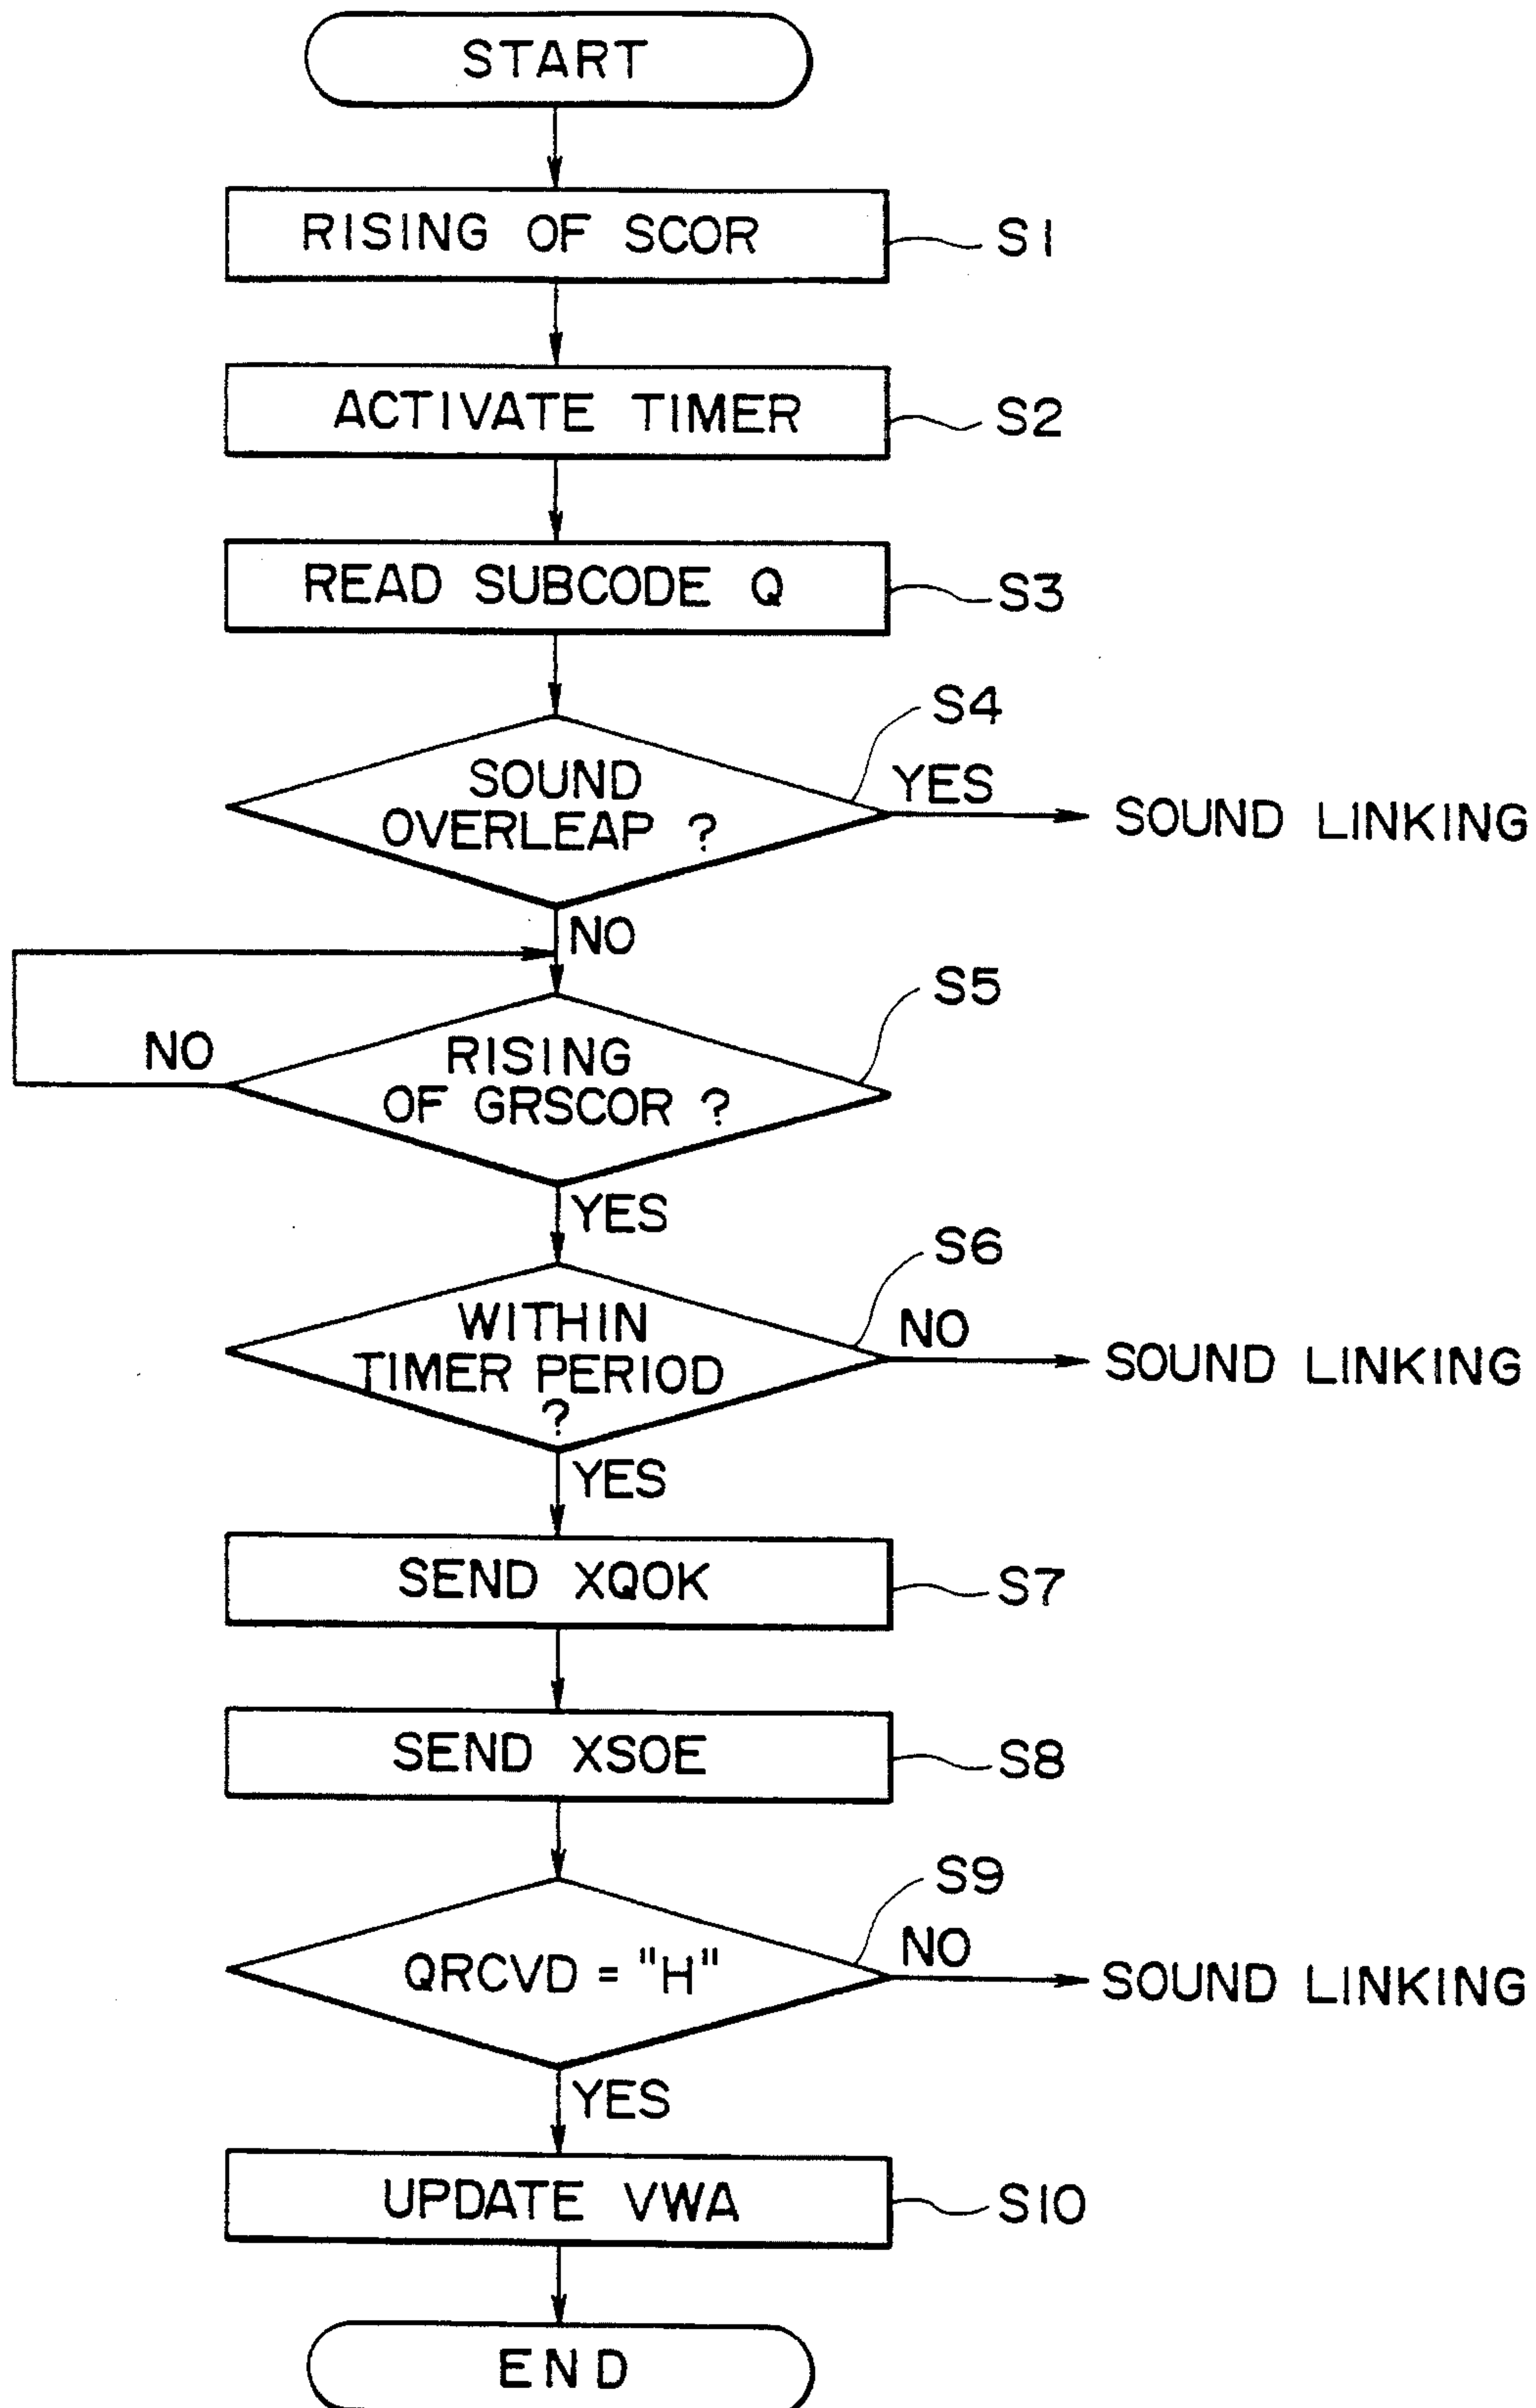 START
RISING OF SCOR
S1
ACTIVATE TIMER
S2
READ SUBCODE Q
S3
S4
SOUND
OVERLEAP ?
YES
SOUND LINKING
NO
S5
NO
RISING
OF GRSCOR ?
YES
S6
WITHIN
TIMER PERIOD
?
NO
SOUND LINKING
YES
SEND XQOK
S7
SEND XSOE
S8
S9
QRCVD = "H"
NO
SOUND LINKING
YES
UPDATE VWA
S10
END